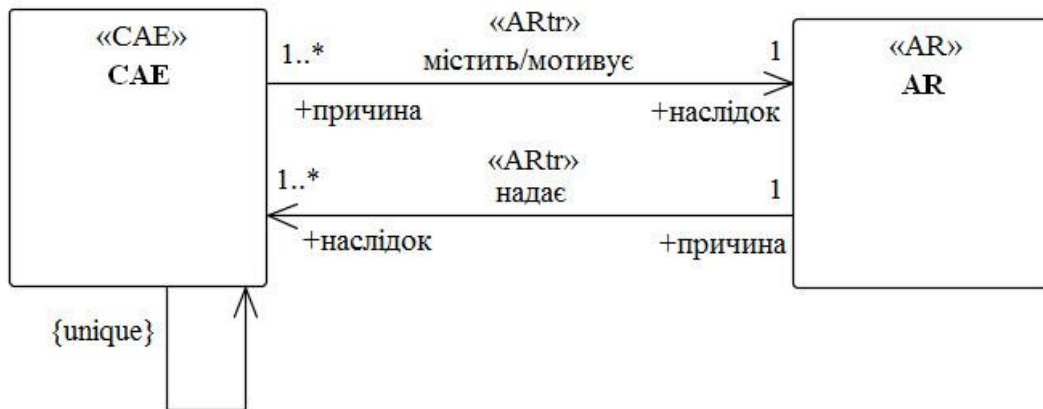 «CAE»
CAE
«ARtr»
1..*
містить/мотивує
1
+причина
+наслідок
«AR»
AR
«ARtr»
1..*
надає
1
+наслідок
+причина
{unique}